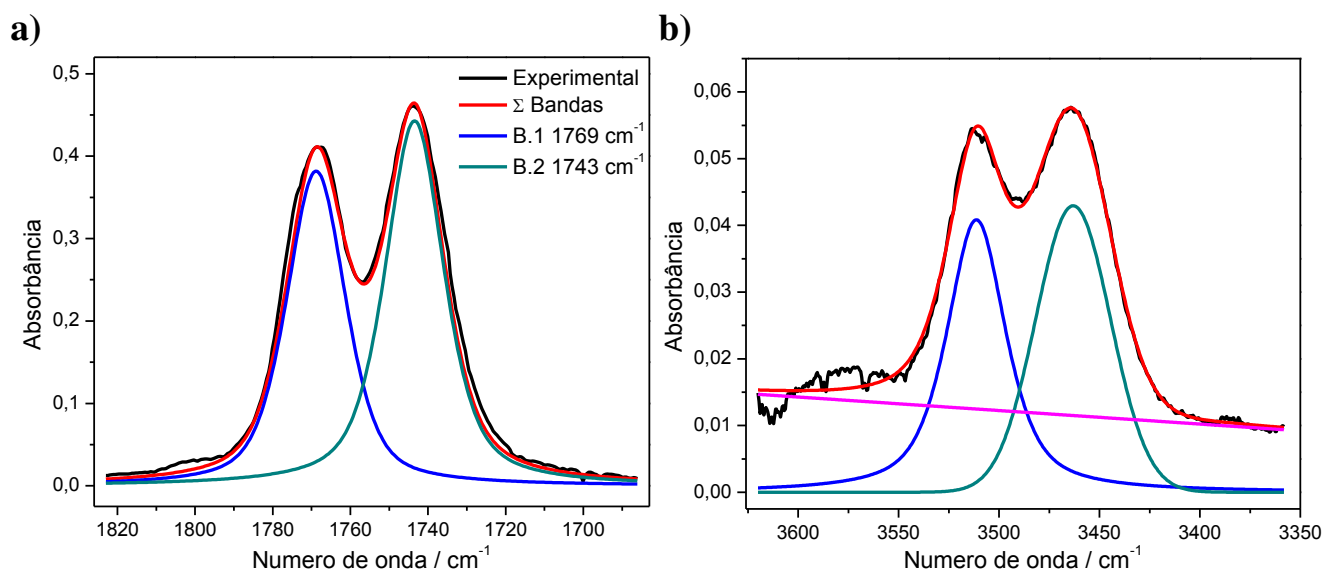 a)
0,5
0,4
0,3
0,2
0,1
0,0
Absorbância
1820 1800 1780 1760 1740 1720 1700
Numero de onda / cm⁻¹
Experimental
Σ Bandas
B.1 1769 cm⁻¹
B.2 1743 cm⁻¹
b)
0,06
0,05
0,04
0,03
0,02
0,01
0,00
Absorbância
3600 3550 3500 3450 3400 3350
Numero de onda / cm⁻¹